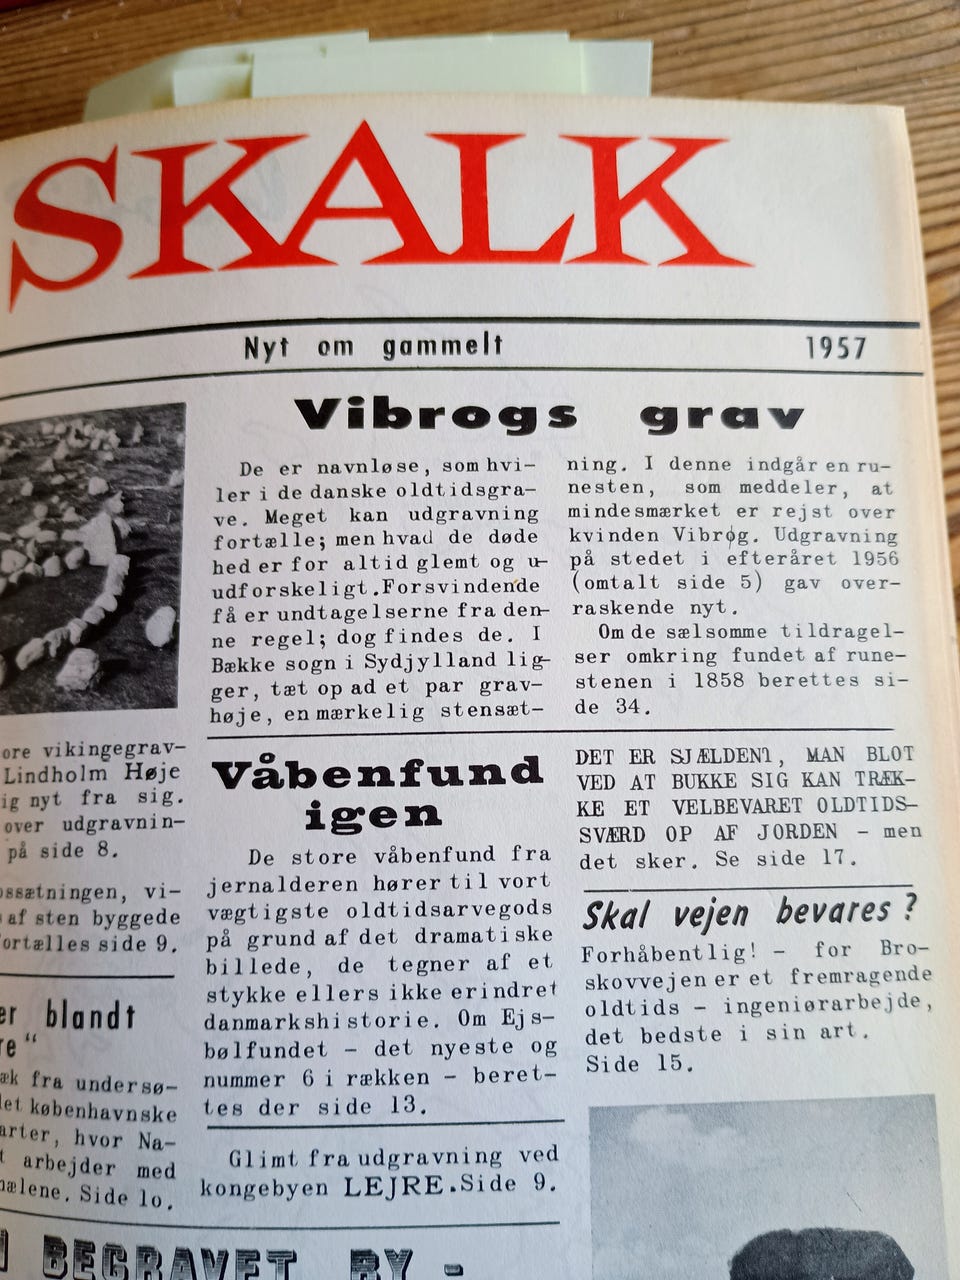 SKALK
Nyt om gammelt 1957
Vibrogs grav
De er navnløse, som hvi-
ler i de danske oldtidsgra-
ve. Meget kan udgravning
fortælle; men hvad de døde
hed er for altid glemt og u-
udforskeligt. Forsvindende
få er undtagelserne fra den-
ne regel; dog findes de. I
Bække sogn i Sydjylland lig-
ger, tæt op ad et par grav-
høje, en mærkelig stensæt-
ning. I denne indgår en ru-
nesten, som meddeler, at
mindesmærket er rejst over
kvinden Vibrøg. Udgravning
på stedet i efteråret 1956
(omtalt side 5) gav over-
raskende nyt.
Om de sælsomme tildragel-
ser omkring fundet af rune-
stenen i 1858 berettes si-
de 34.
ore vikingegrav-
Lindholm Høje
ig nyt fra sig.
over udgravnin-
på side 8.
ossætningen, vi-
af sten byggede
ortælles side 9.
er blandt
re"
æk fra undersø-
let københavnske
arter, hvor Na-
t arbejder med
nælene. Side 10.
Våbenfund
igen
De store våbenfund fra
jernalderen hører til vort
vægtigste oldtidsarvegods
på grund af det dramatiske
billede, de tegner af et
stykke ellers ikke erindret
danmarkshistorie. Om Ejs-
bølfundet - det nyeste og
nummer 6 i rækken - beret-
tes der side 13.
Glimt fra udgravning ved
kongebyen LEJRE. Side 9.
DET ER SJÆLDENT, MAN BLOT
VED AT BUKKE SIG KAN TRÆK-
KE ET VELBEVARET OLDTIDS-
SVÆRD OP AF JORDEN - men
det sker. Se side 17.
Skal vejen bevares?
Forhåbentlig! - for Bro-
skovvejen er et fremragende
oldtids - ingeniørarbejde,
det bedste i sin art.
Side 15.
BEGRAVET BY -